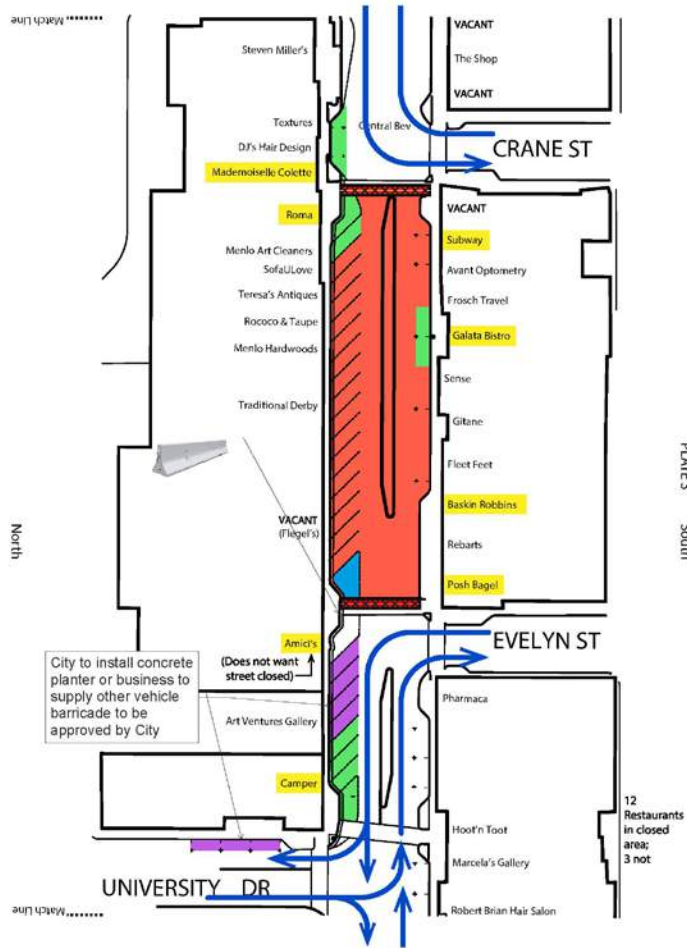 Match Line
Match Line
Steven Miller's
Textures
DJ's Hair Design
Mademoiselle Colette
Roma
Menlo Art Cleaners
SofaULove
Teresa's Antiques
Rococo & Taupe
Menlo Hardwoods
Traditional Derby
VACANT
(Flegel's)
Amici's
(Does not want
street closed)
City to install concrete
planter or business to
supply other vehicle
barricade to be
approved by City
Art Ventures Gallery
Camper
UNIVERSITY DR
North
Central Bev
VACANT
The Shop
VACANT
CRANE ST
VACANT
Subway
Avant Optometry
Frosch Travel
Galata Bistro
Sense
Gitane
Fleet Feet
Baskin Robbins
Rebarts
Posh Bagel
EVELYN ST
Pharmaca
Hoot'n Toot
Marcela's Gallery
Robert Brian Hair Salon
12
Restaurants
in closed
area;
3 not
South